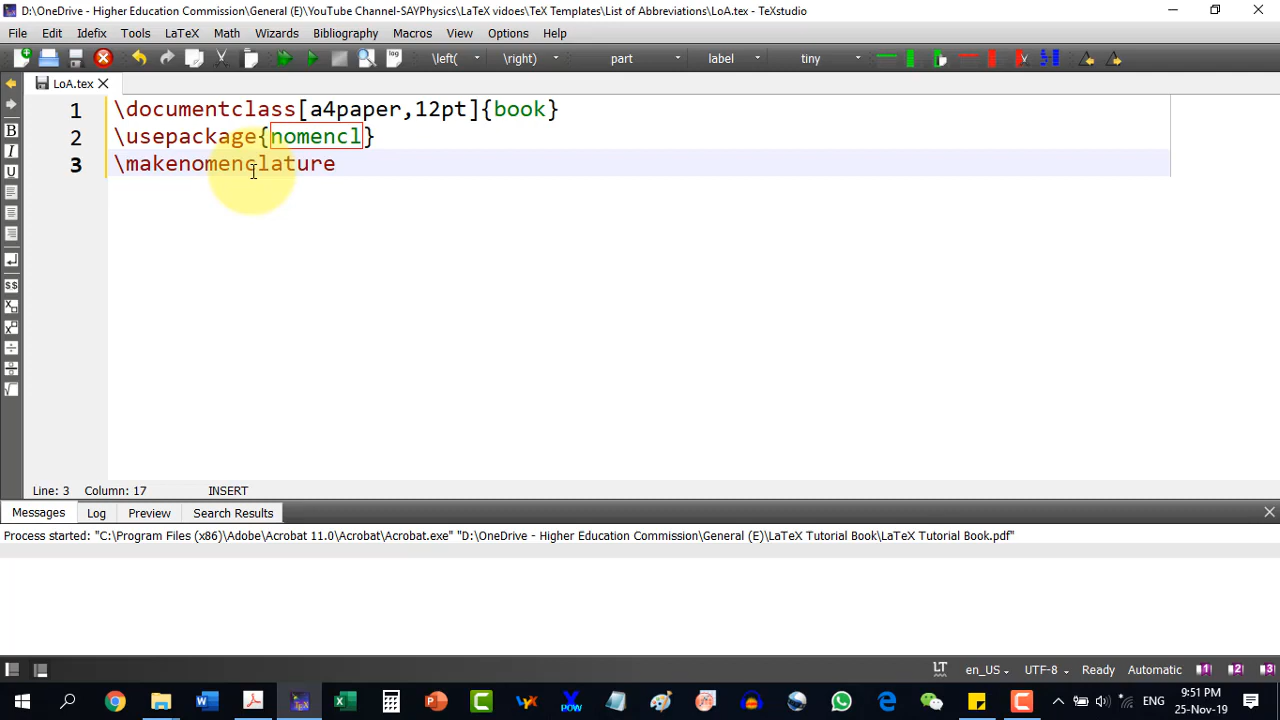 D:\OneDrive - Higher Education Commission\General (E)\YouTube Channel-SAYPhysics\LaTeX vidoes\TeX Templates\List of Abbreviations\LoA.tex - TeXstudio
File Edit Idefix Tools LaTeX Math Wizards Bibliography Macros View Options Help
\left( \right) part label tiny
LoA.tex
1 \documentclass[a4paper,12pt]{book}
2 \usepackage{nomencl}
3 \makenomenclature
Line: 3 Column: 17 INSERT
Messages Log Preview Search Results
Process started: "C:\Program Files (x86)\Adobe\Acrobat 11.0\Acrobat\Acrobat.exe" "D:\OneDrive - Higher Education Commission\General (E)\LaTeX Tutorial Book\LaTeX Tutorial Book.pdf"
LT en_US UTF-8 Ready Automatic 1 2 3
ENG 9:51 PM
25-Nov-19